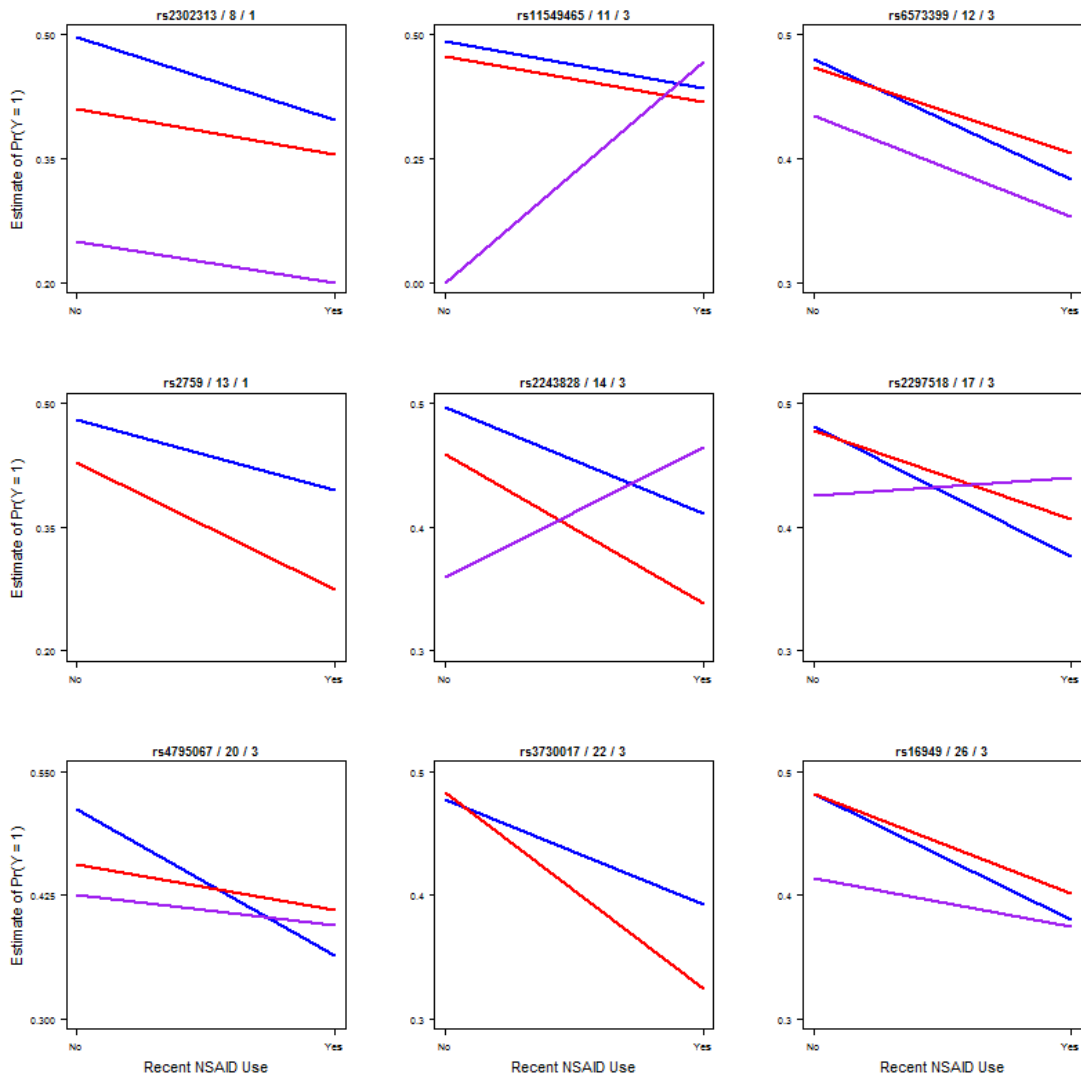 rs2302313 / 8 / 1
rs11549465 / 11 / 3
rs6573399 / 12 / 3
Estimate of Pr(Y = 1)
0.50
0.35
0.20
No
Yes
0.50
0.25
0.00
No
Yes
0.5
0.4
0.3
No
Yes
rs2759 / 13 / 1
rs2243828 / 14 / 3
rs2297518 / 17 / 3
Estimate of Pr(Y = 1)
0.50
0.35
0.20
No
Yes
0.5
0.4
0.3
No
Yes
0.5
0.4
0.3
No
Yes
rs4795067 / 20 / 3
rs3730017 / 22 / 3
rs16949 / 26 / 3
Estimate of Pr(Y = 1)
0.550
0.425
0.300
No
Yes
0.5
0.4
0.3
No
Yes
0.5
0.4
0.3
No
Yes
Recent NSAID Use
Recent NSAID Use
Recent NSAID Use